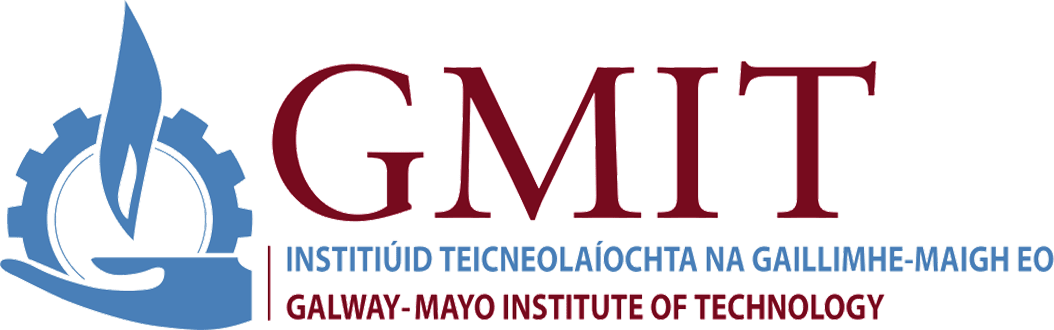 GMIT
INSTITIÚID TEICNEOLAÍOCHTA NA GAILLIMHE-MAIGH EO
GALWAY-MAYO INSTITUTE OF TECHNOLOGY